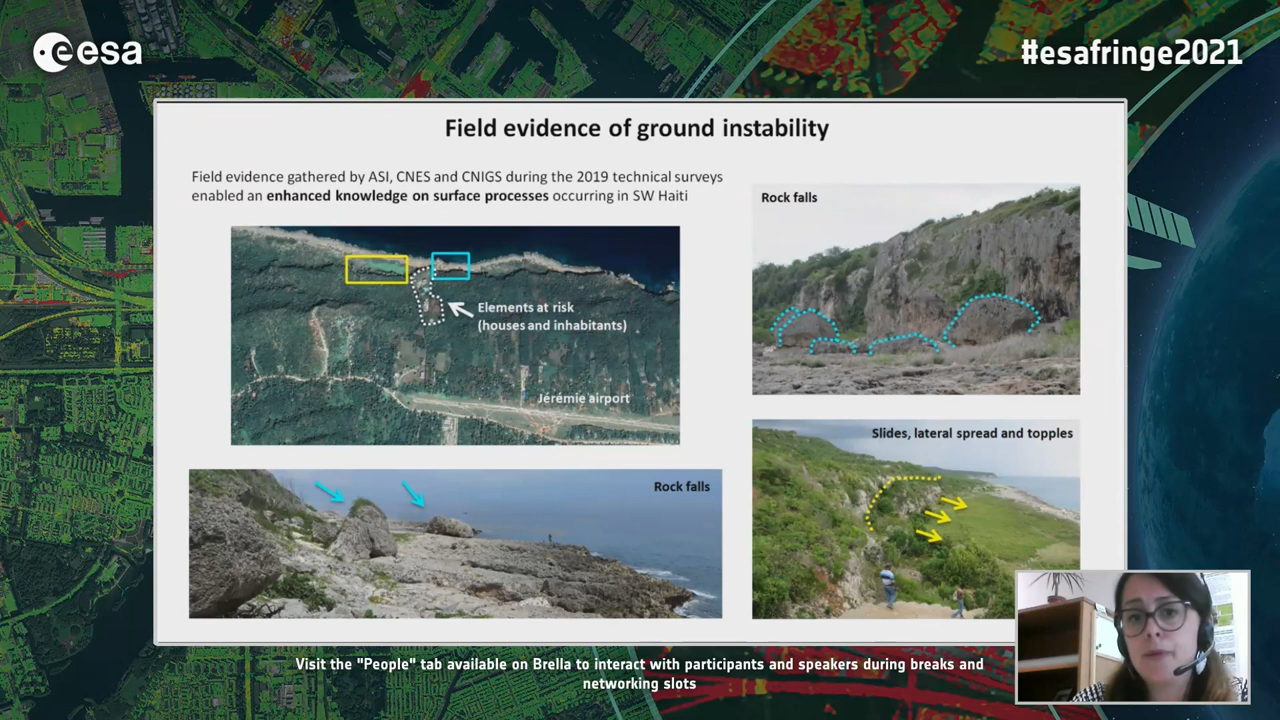 esa
#esafringe2021
Field evidence of ground instability
Field evidence gathered by ASI, CNES and CNIGS during the 2019 technical surveys
enabled an enhanced knowledge on surface processes occurring in SW Haiti
Elements at risk
(houses and inhabitants)
Jérémie airport
Rock falls
Rock falls
Slides, lateral spread and topples
Visit the "People" tab available on Brella to interact with participants and speakers during breaks and
networking slots